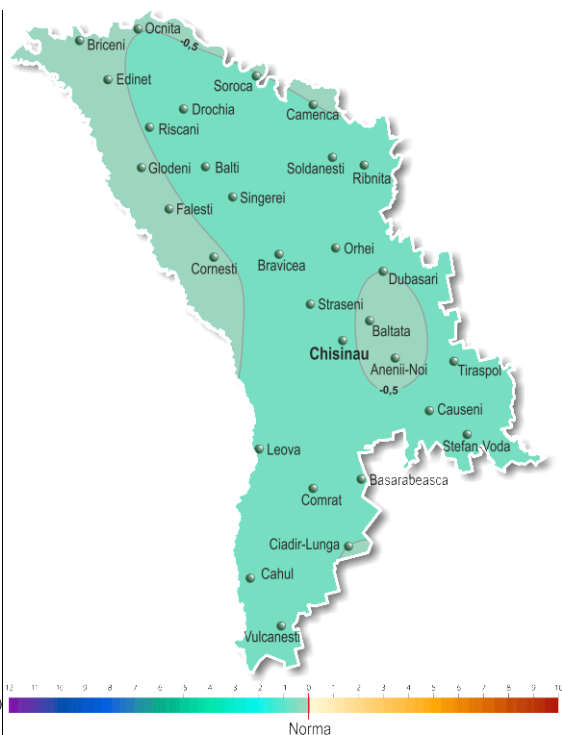 Ocnita
Briceni
-0,5
Edinet
Soroca
Drochia
Camenca
Riscani
Glodeni
Balti
Soldanesti
Ribnita
Singerei
Falesti
Orhei
Bravicea
Cornesti
Dubasari
Straseni
Baltata
Chisinau
Anenii-Noi
Tiraspol
-0,5
Causeni
Stefan-Voda
Leova
Basarabeasca
Comrat
Ciadir-Lunga
Cahul
Vulcanesti
12 11 10 9 8 7 6 5 4 3 2 1 0 1 2 3 4 5 6 7 8 9 10
Norma